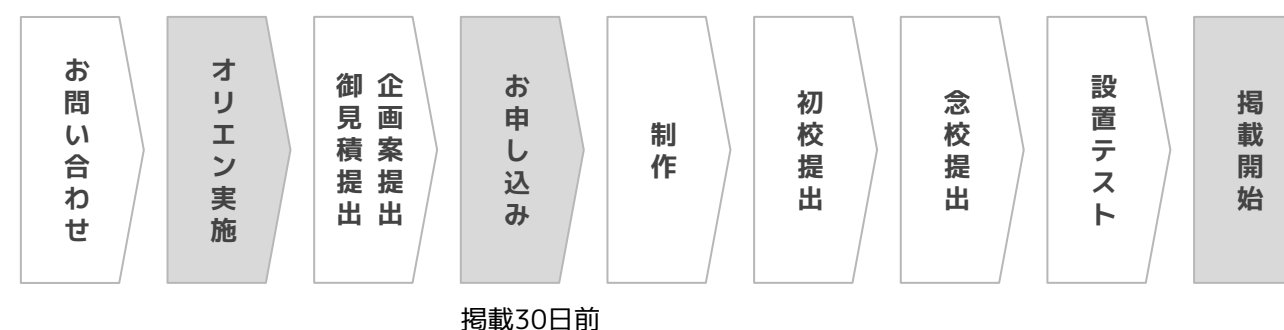 お問い合わせ
オリエン実施
企画案提出
御見積提出
お申し込み
制作
初校提出
念校提出
設置テスト
掲載開始
掲載30日前